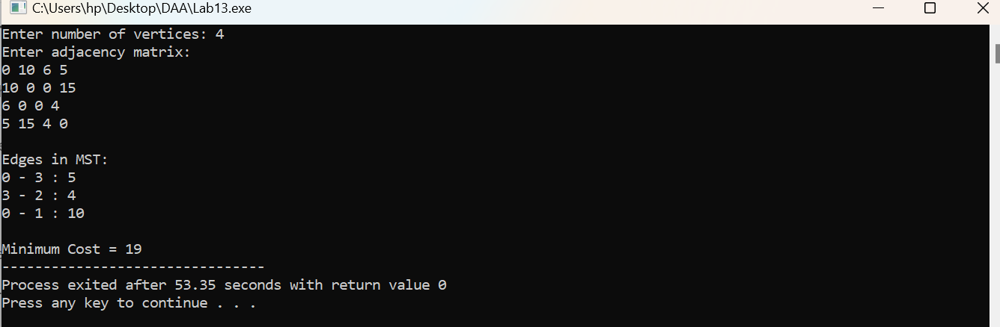 C:\Users\hp\Desktop\DAA\Lab13.exe
Enter number of vertices: 4
Enter adjacency matrix:
0 10 6 5
10 0 0 15
6 0 0 4
5 15 4 0

Edges in MST:
0 - 3 : 5
3 - 2 : 4
0 - 1 : 10

Minimum Cost = 19
--------------------------------
Process exited after 53.35 seconds with return value 0
Press any key to continue . . .